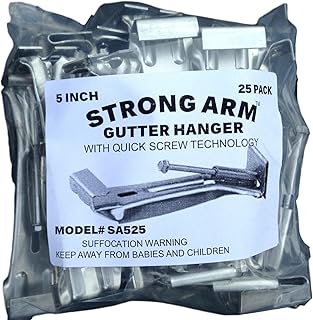 5 INCH
25 PACK
STRONG ARM™
GUTTER HANGER
WITH QUICK SCREW TECHNOLOGY
MODEL# SA525
SUFFOCATION WARNING
KEEP AWAY FROM BABIES AND CHILDREN